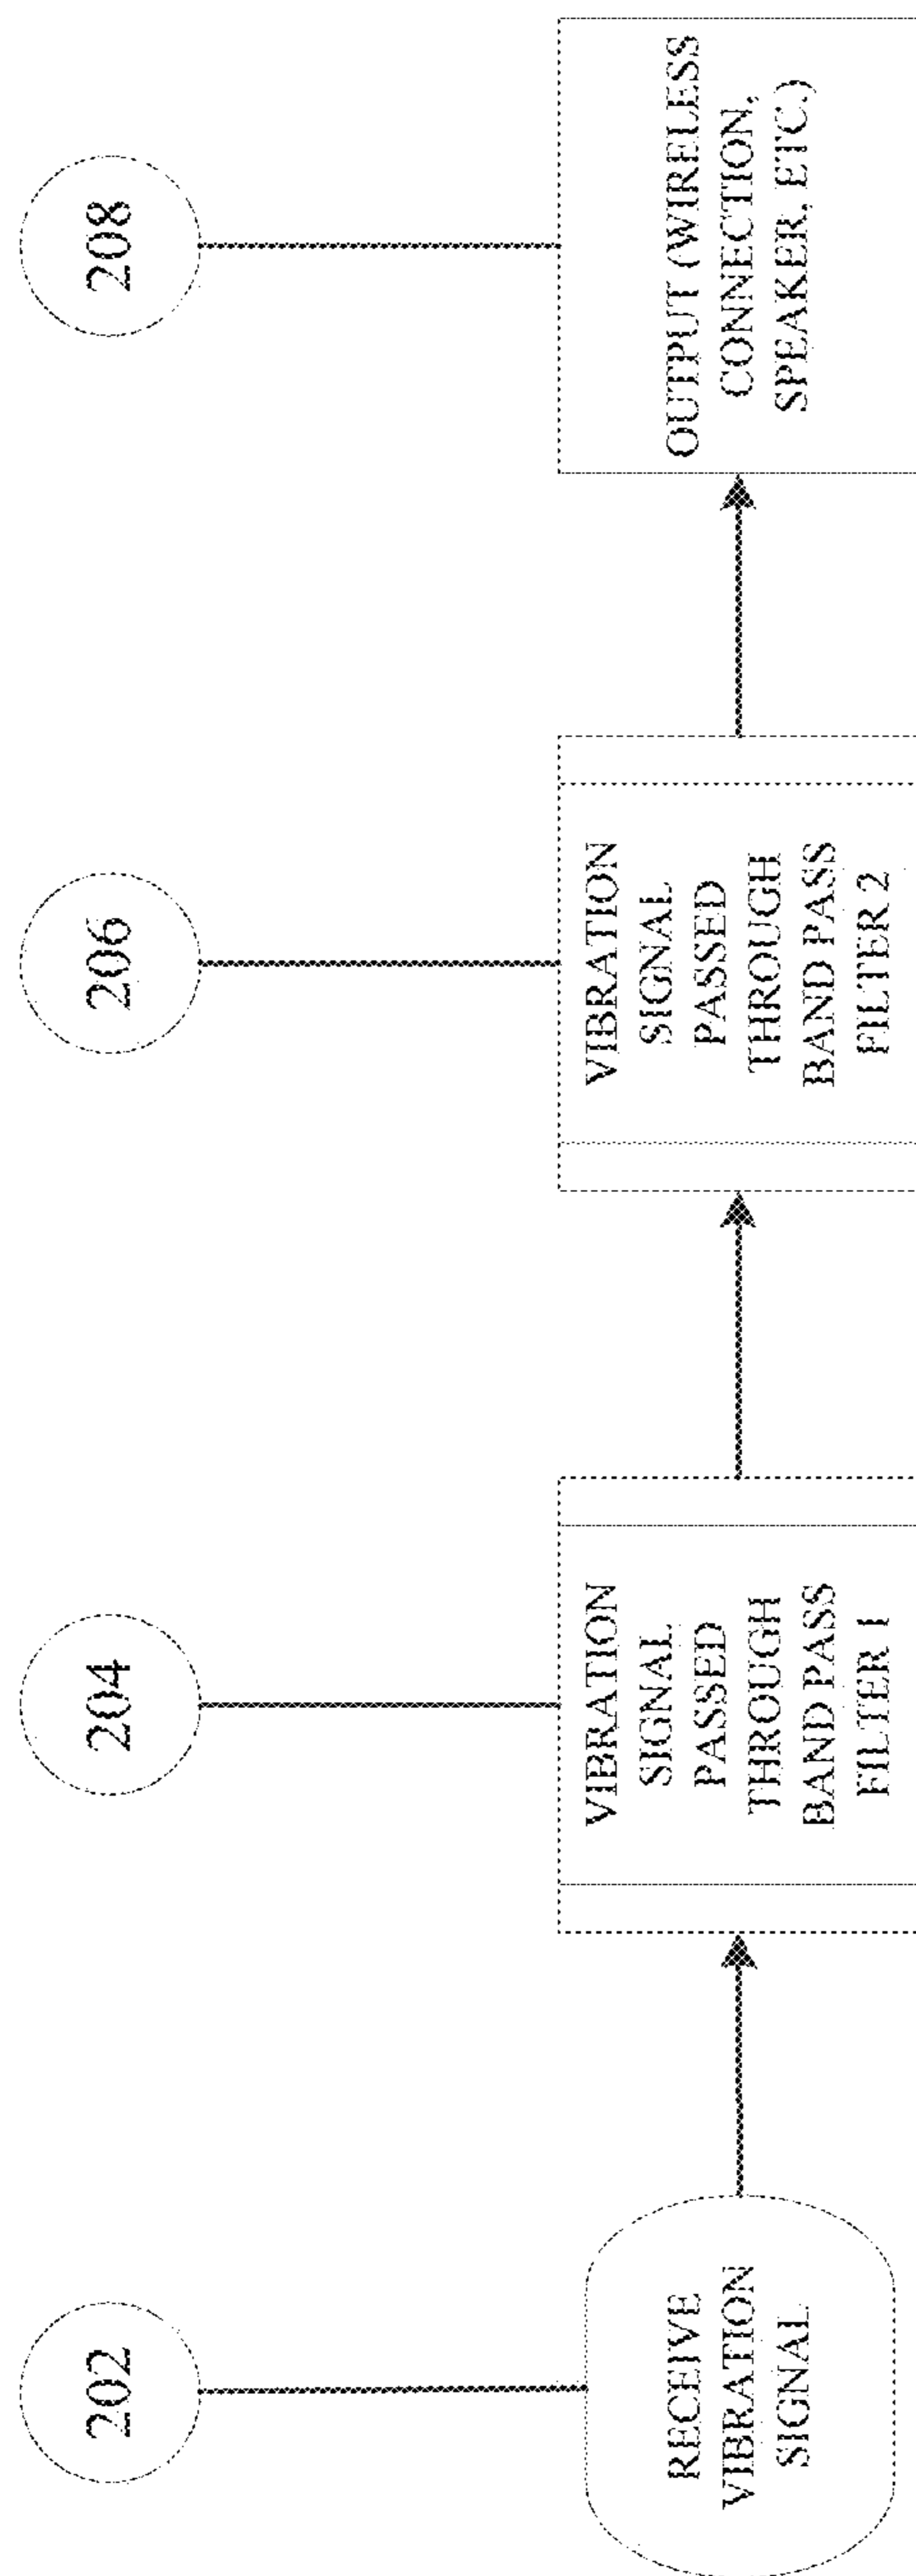 202
204
206
208
RECEIVE
VIBRATION
SIGNAL
VIBRATION
SIGNAL
PASSED
THROUGH
BAND PASS
FILTER 1
VIBRATION
SIGNAL
PASSED
THROUGH
BAND PASS
FILTER 2
OUTPUT (WIRELESS
CONNECTION,
SPEAKER, ETC.)